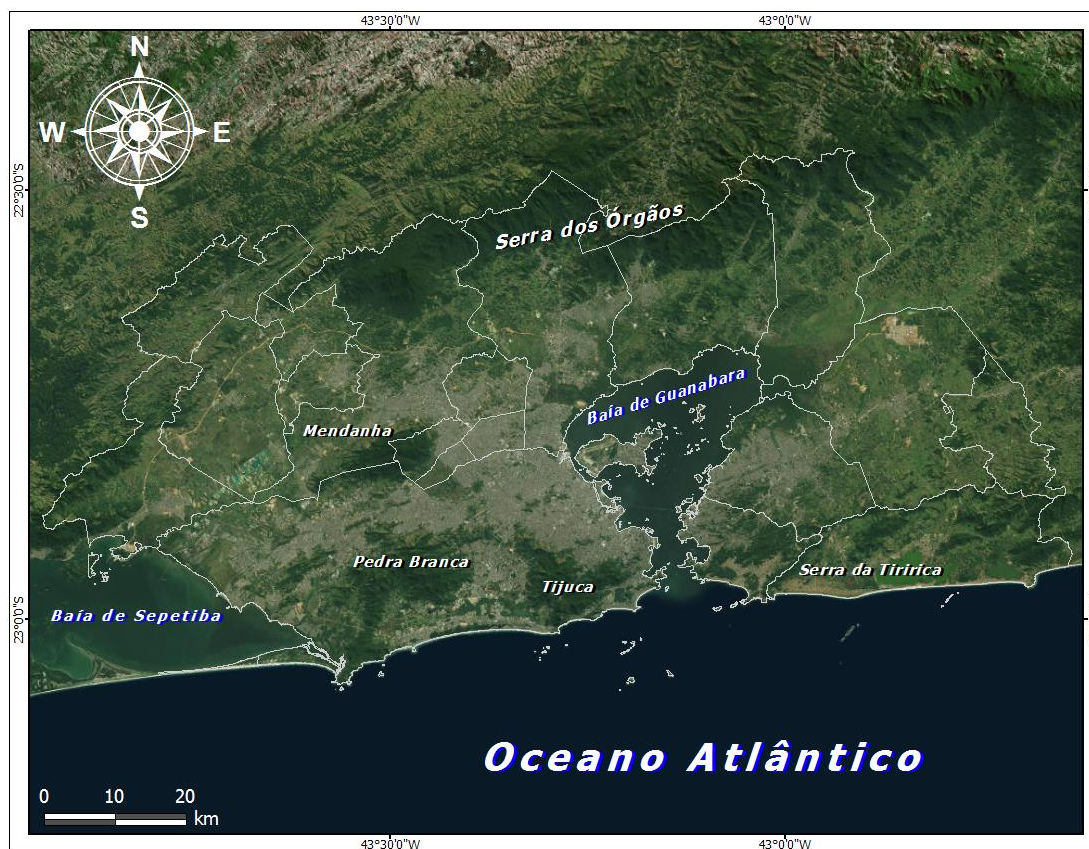 43°30'0"W
43°0'0"W
N
W
E
S
22°30'0"S
Serra dos Órgãos
Baía de Guanabara
Mendanha
Pedra Branca
Tijuca
Serra da Tiririca
Baía de Sepetiba
23°0'0"S
Oceano Atlântico
0 10 20
km
43°30'0"W
43°0'0"W